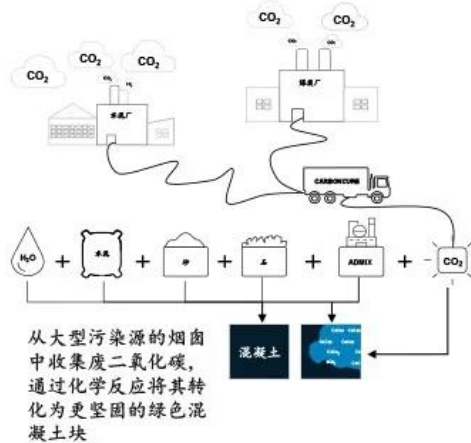 CO₂
CO₂
CO₂
CO₂
CO₂
CO₂
CO₂
水泥厂
煤炭厂
CARBONCURE
H₂O
水泥
砂
石
ADMIX
CO₂
混凝土
从大型污染源的烟囱
中收集废二氧化碳，
通过化学反应将其转
化为更坚固的绿色混
凝土块